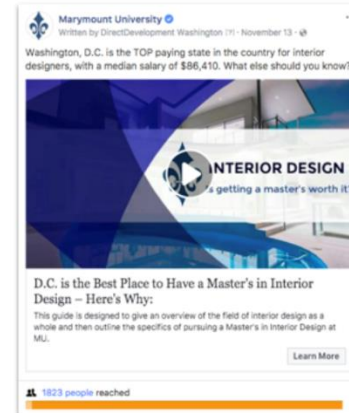 Marymount University
Written by DirectDevelopment Washington [?] · November 13 ·
Washington, D.C. is the TOP paying state in the country for interior
designers, with a median salary of $86,410. What else should you know?
INTERIOR DESIGN
s getting a master's worth it
D.C. is the Best Place to Have a Master's in Interior
Design – Here's Why:
This guide is designed to give an overview of the field of interior design as a
whole and then outline the specifics of pursuing a Master's in Interior Design at
MU.
Learn More
1823 people reached